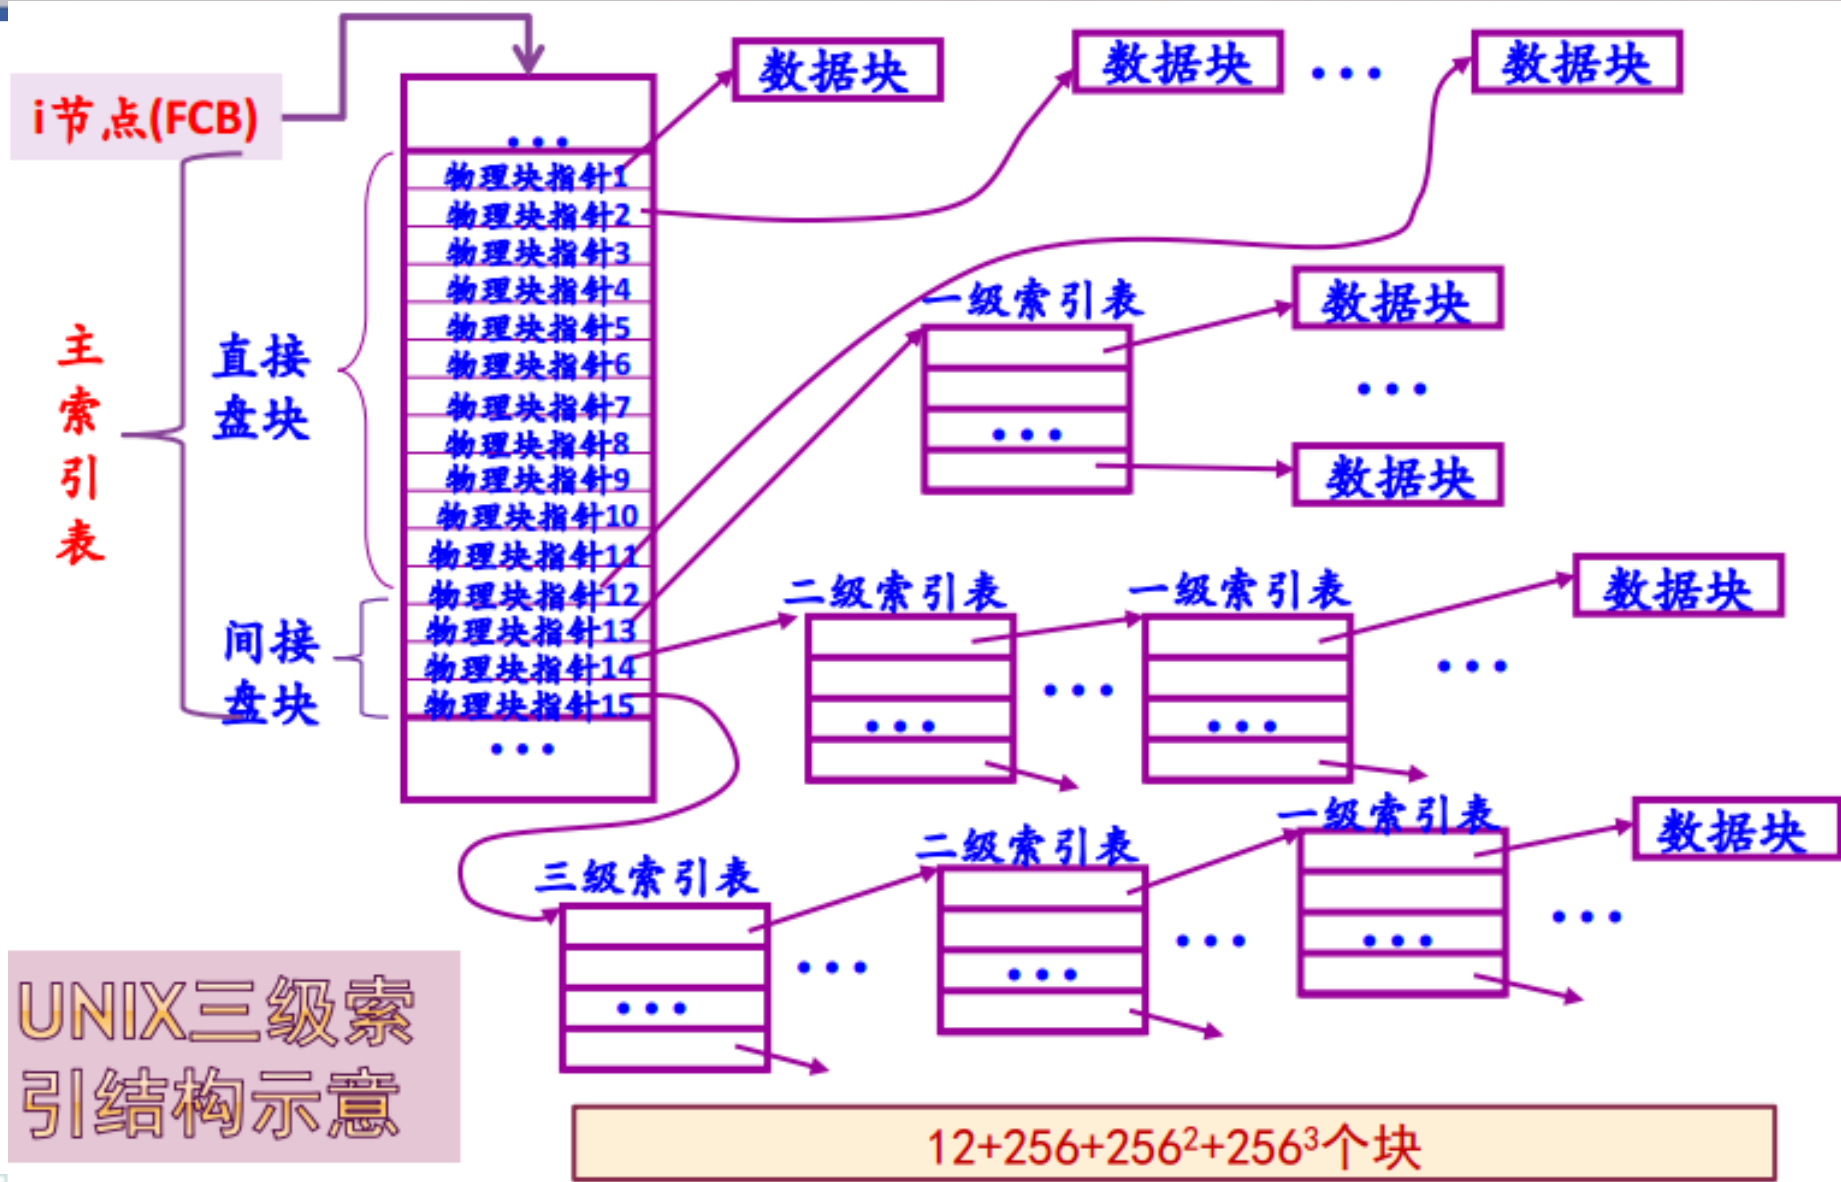 i节点(FCB)
主索引表
直接
盘块
间接
盘块
•••
物理块指针1
物理块指针2
物理块指针3
物理块指针4
物理块指针5
物理块指针6
物理块指针7
物理块指针8
物理块指针9
物理块指针10
物理块指针11
物理块指针12
物理块指针13
物理块指针14
物理块指针15
•••
数据块
数据块
•••
数据块
一级索引表
•••
数据块
•••
数据块
二级索引表
•••
•••
一级索引表
•••
数据块
•••
三级索引表
•••
•••
二级索引表
•••
•••
一级索引表
•••
数据块
•••
UNIX三级索
引结构示意
12+256+256²+256³个块